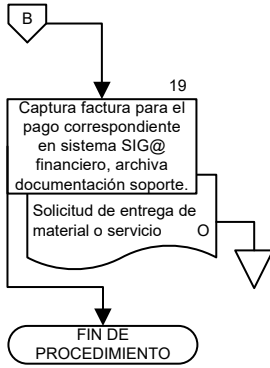 B
19
Captura factura para el
pago correspondiente
en sistema SIG@
financiero, archiva
documentación soporte.
Solicitud de entrega de
material o servicio O
FIN DE
PROCEDIMIENTO